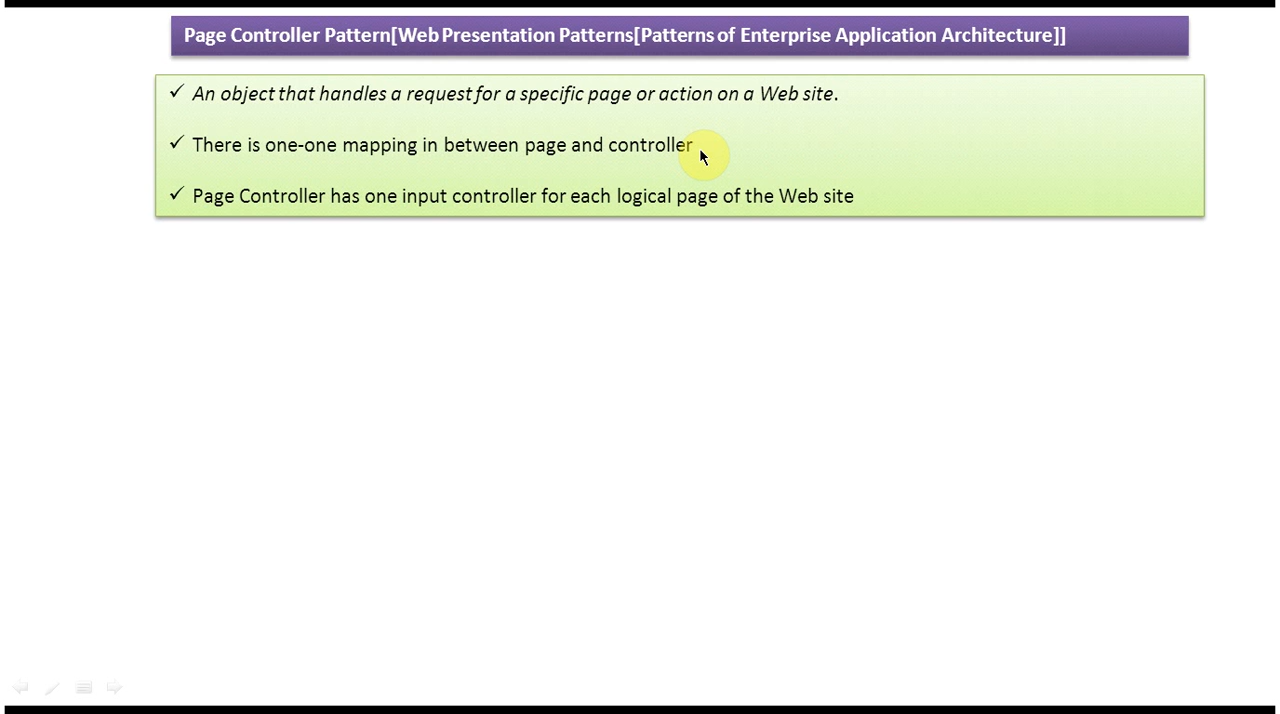 Page Controller Pattern[Web Presentation Patterns[Patterns of Enterprise Application Architecture]]
✓ An object that handles a request for a specific page or action on a Web site.
✓ There is one-one mapping in between page and controller
✓ Page Controller has one input controller for each logical page of the Web site